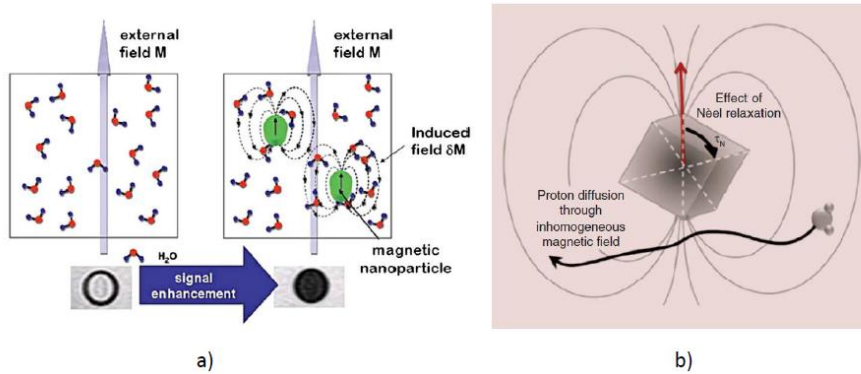 external
field M
external
field M
Induced
field δM
H₂O
magnetic
nanoparticle
signal
enhancement
a)
Effect of
Nèel relaxation
τN
Proton diffusion
through
inhomogeneous
magnetic field
b)